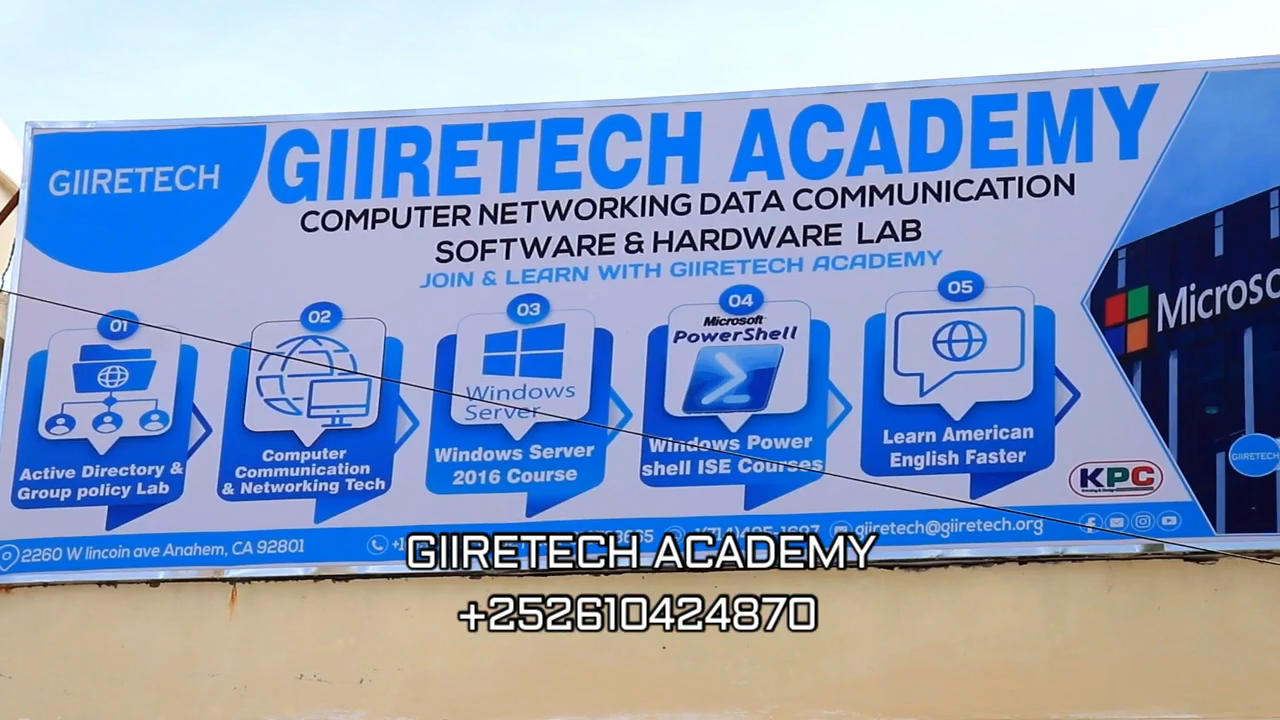 GIIRETECH
GIIRETECH ACADEMY
COMPUTER NETWORKING DATA COMMUNICATION
SOFTWARE & HARDWARE LAB
JOIN & LEARN WITH GIIRETECH ACADEMY
01
Active Directory &
Group policy Lab
02
Computer
Communication
& Networking Tech
03
Windows
Server
Windows Server
2016 Course
04
Microsoft
PowerShell
Windows Power
shell ISE Courses
05
Learn American
English Faster
Microsoc
GIIRETECH
KPC
2260 W lincoin ave Anahem, CA 92801
giiretech@giiretech.org
GIIRETECH ACADEMY
+252610424870